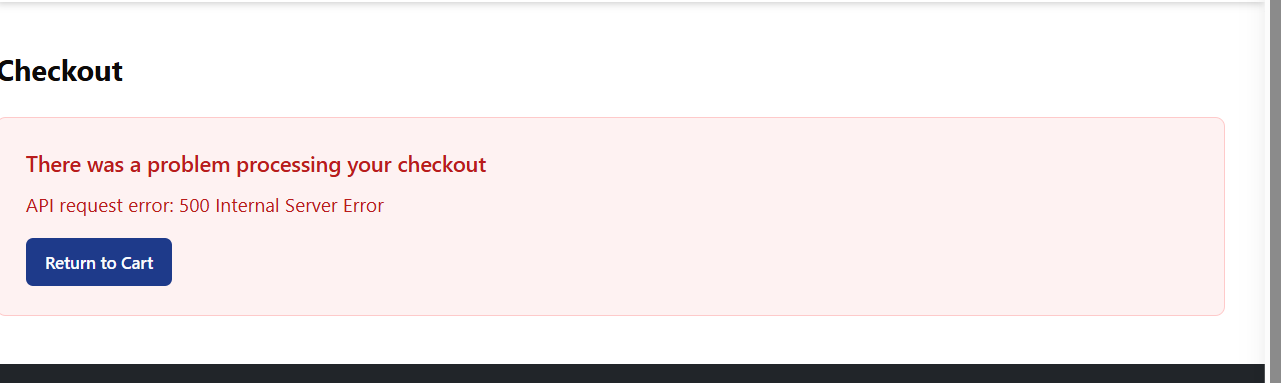 Checkout
There was a problem processing your checkout
API request error: 500 Internal Server Error
Return to Cart